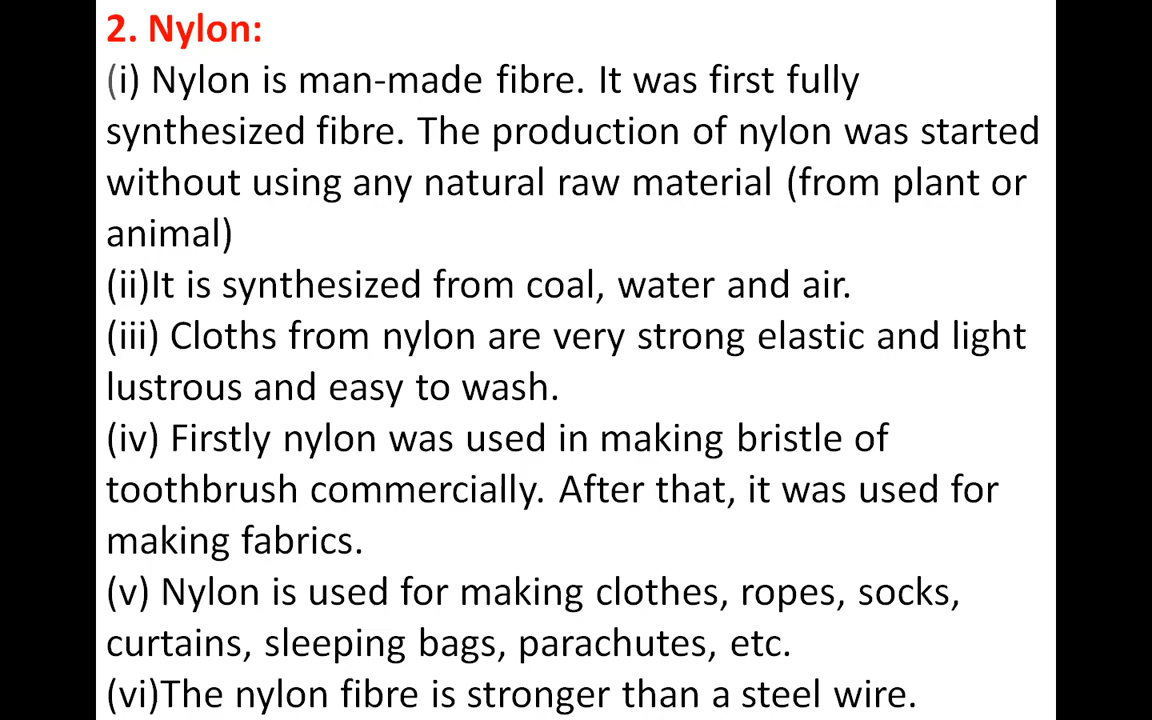 2. Nylon:
(i) Nylon is man-made fibre. It was first fully
synthesized fibre. The production of nylon was started
without using any natural raw material (from plant or
animal)
(ii)It is synthesized from coal, water and air.
(iii) Cloths from nylon are very strong elastic and light
lustrous and easy to wash.
(iv) Firstly nylon was used in making bristle of
toothbrush commercially. After that, it was used for
making fabrics.
(v) Nylon is used for making clothes, ropes, socks,
curtains, sleeping bags, parachutes, etc.
(vi)The nylon fibre is stronger than a steel wire.